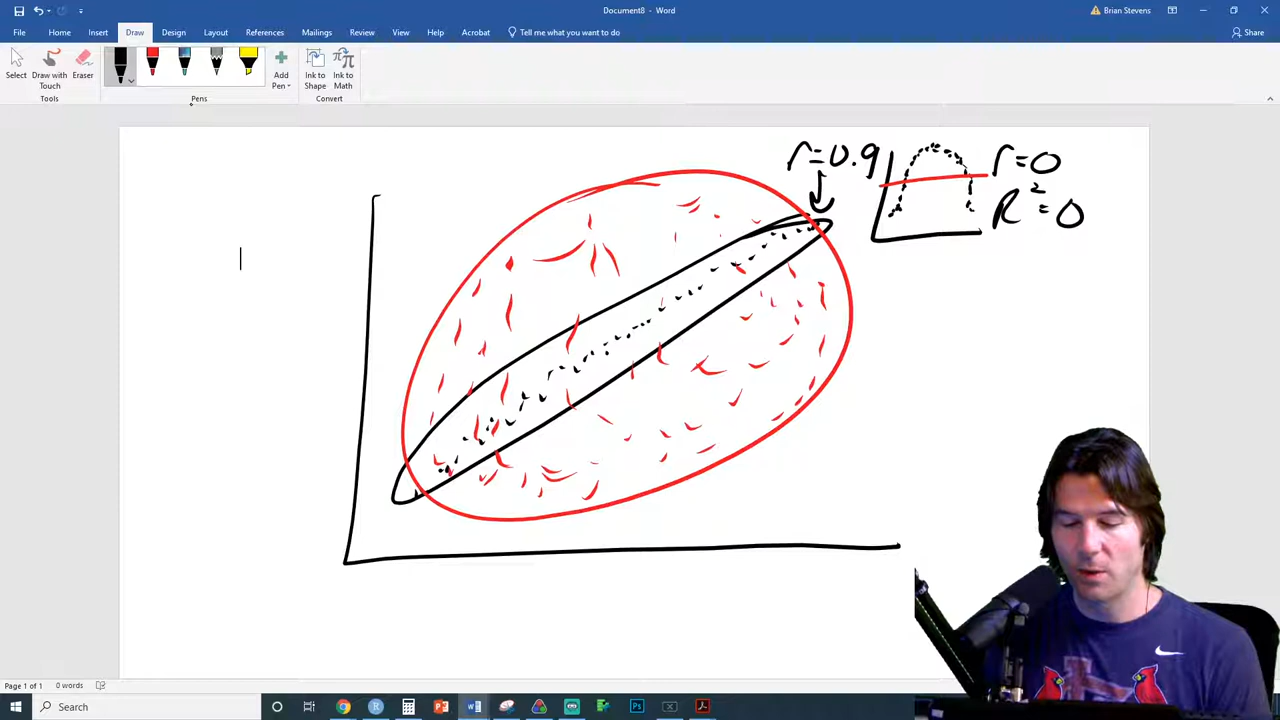 Document8 - Word
Brian Stevens
File Home Insert Draw Design Layout References Mailings Review View Help Acrobat Tell me what you want to do Share
Select
Draw with Touch
Eraser
Add Pen
Ink to Shape
Ink to Math
Tools
Pens
Convert
r=0.9
r=0
R²=0
Page 1 of 1 0 words
Search